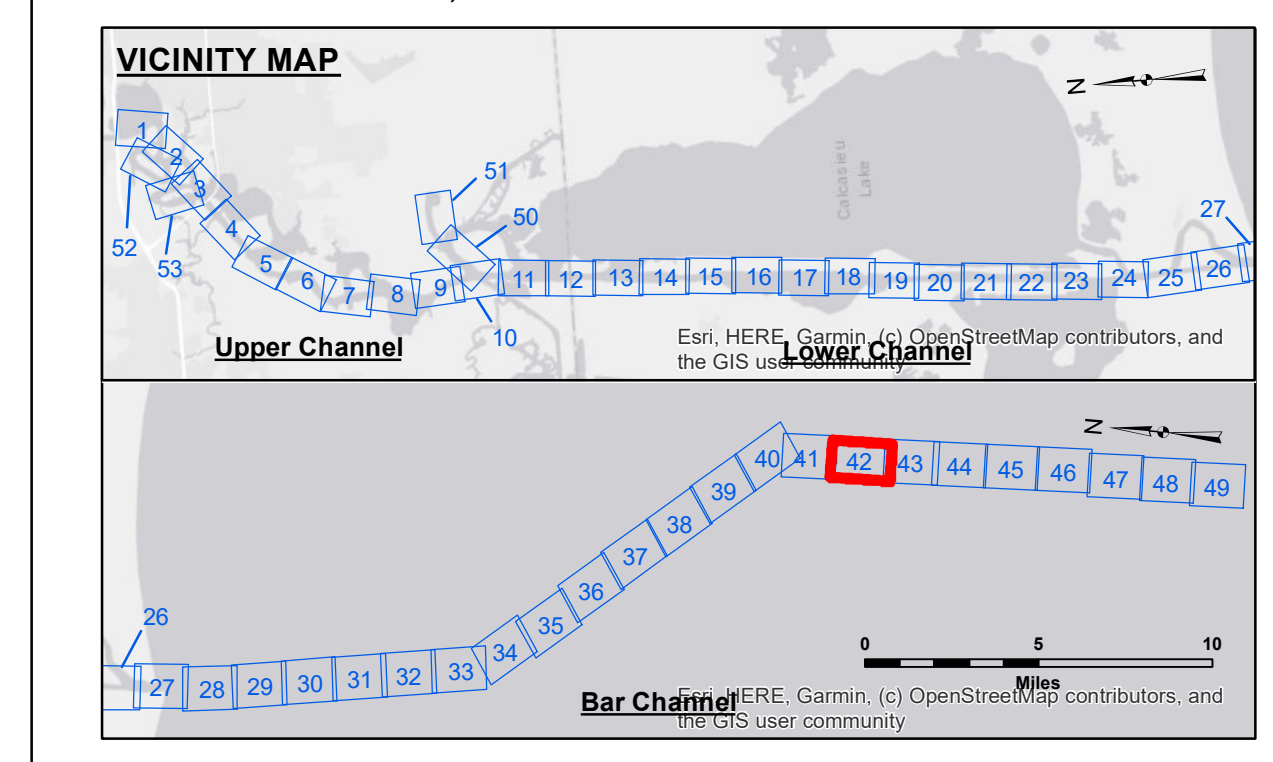 VICINITY MAP
N
1
2
3
4
5
6
7
8
9
10
11 12 13 14 15 16 17 18 19 20 21 22 23 24 25 26
27
50
51
52
53
Calcasieu
Lake
Upper Channel
Lower Channel
Esri, HERE, Garmin, (c) OpenStreetMap contributors, and
the GIS user community
N
26
27 28 29 30 31 32 33
34
35
36
37
38
39
40 41 42 43 44 45 46 47 48 49
0 5 10
Miles
Bar Channel
Esri, HERE, Garmin, (c) OpenStreetMap contributors, and
the GIS user community